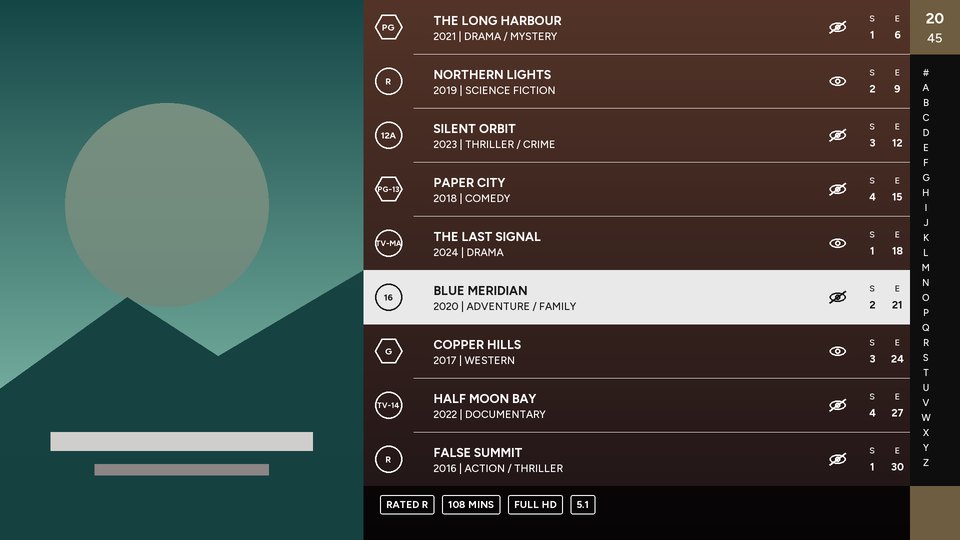 PG
THE LONG HARBOUR
2021 | DRAMA / MYSTERY
S E
1 6
R
NORTHERN LIGHTS
2019 | SCIENCE FICTION
S E
2 9
12A
SILENT ORBIT
2023 | THRILLER / CRIME
S E
3 12
PG-13
PAPER CITY
2018 | COMEDY
S E
4 15
TV-MA
THE LAST SIGNAL
2024 | DRAMA
S E
1 18
16
BLUE MERIDIAN
2020 | ADVENTURE / FAMILY
S E
2 21
G
COPPER HILLS
2017 | WESTERN
S E
3 24
TV-14
HALF MOON BAY
2022 | DOCUMENTARY
S E
4 27
R
FALSE SUMMIT
2016 | ACTION / THRILLER
S E
1 30
RATED R 108 MINS FULL HD 5.1
20
45
#
A
B
C
D
E
F
G
H
I
J
K
L
M
N
O
P
Q
R
S
T
U
V
W
X
Y
Z